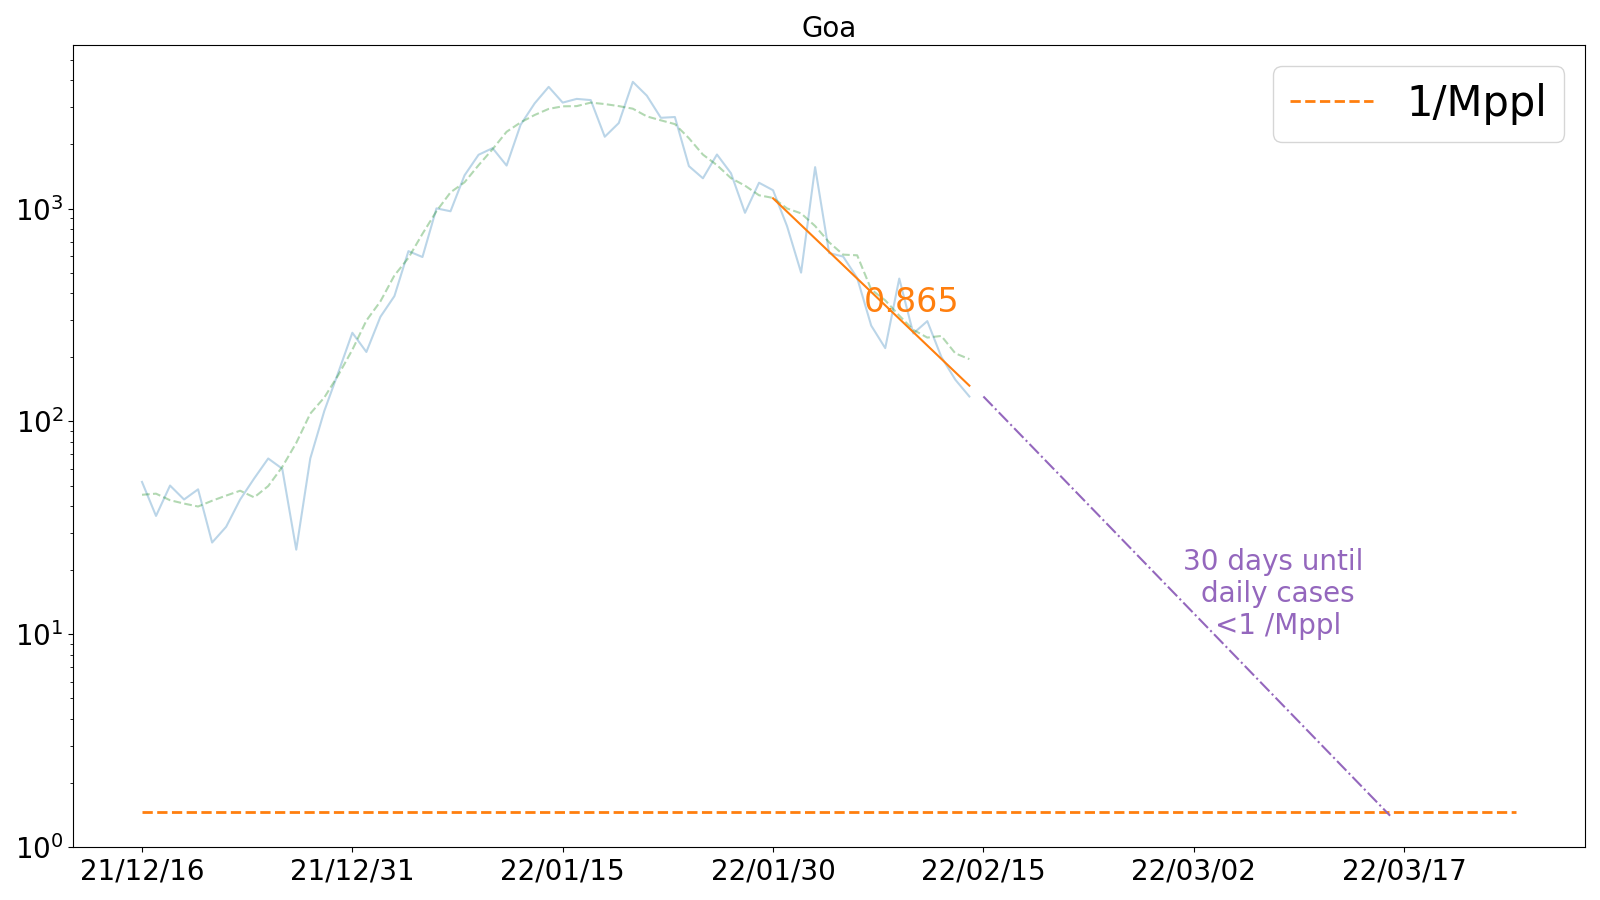 Goa
1/Mppl
10³
10²
10¹
10⁰
0.865
30 days until
daily cases
<1 /Mppl
21/12/16
21/12/31
22/01/15
22/01/30
22/02/15
22/03/02
22/03/17